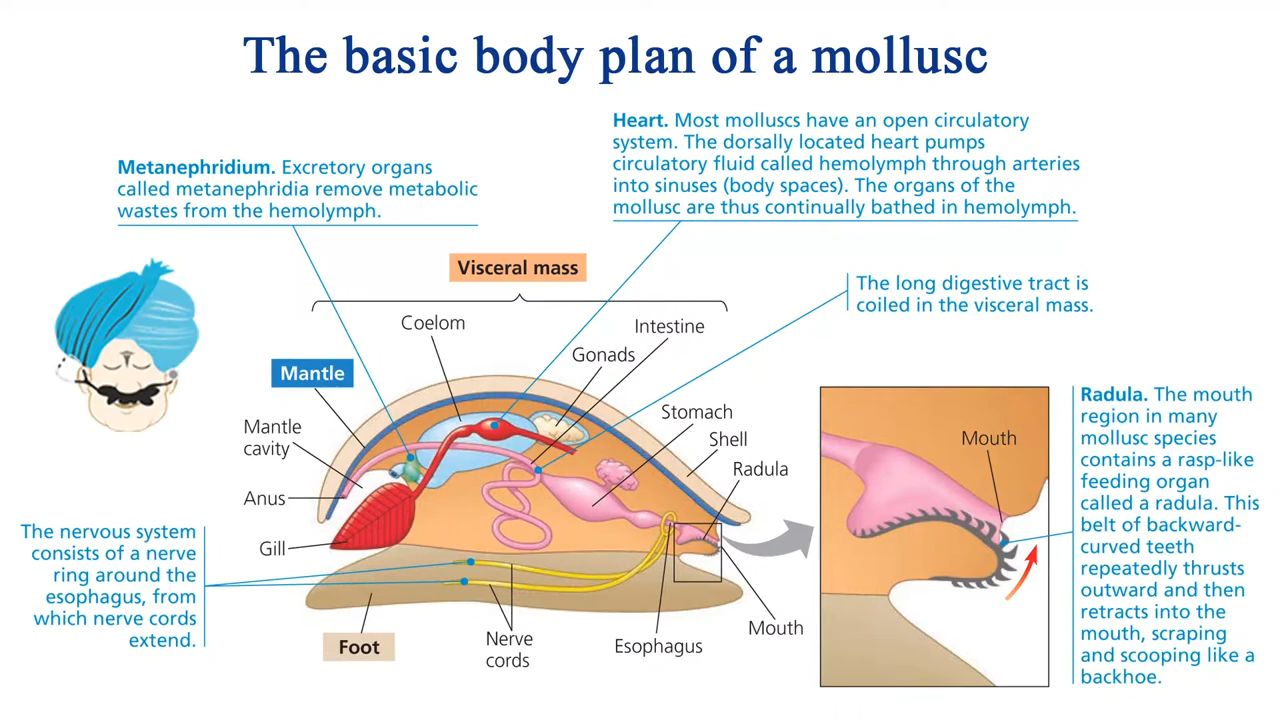 The basic body plan of a mollusc
Heart. Most molluscs have an open circulatory
system. The dorsally located heart pumps
circulatory fluid called hemolymph through arteries
into sinuses (body spaces). The organs of the
mollusc are thus continually bathed in hemolymph.
Metanephridium. Excretory organs
called metanephridia remove metabolic
wastes from the hemolymph.
Visceral mass
The long digestive tract is
coiled in the visceral mass.
Coelom
Intestine
Gonads
Mantle
Stomach
Mantle
cavity
Shell
Radula
Anus
Gill
The nervous system
consists of a nerve
ring around the
esophagus, from
which nerve cords
extend.
Foot
Nerve
cords
Esophagus
Mouth
Mouth
Radula. The mouth
region in many
mollusc species
contains a rasp-like
feeding organ
called a radula. This
belt of backward-
curved teeth
repeatedly thrusts
outward and then
retracts into the
mouth, scraping
and scooping like a
backhoe.